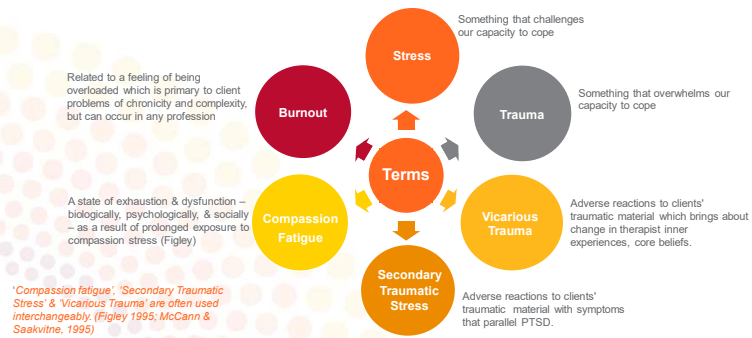 Something that challenges
our capacity to cope
Stress
Related to a feeling of being
overloaded which is primary to client
problems of chronicity and complexity,
but can occur in any profession
Burnout
Trauma
Something that overwhelms our
capacity to cope
Terms
A state of exhaustion & dysfunction –
biologically, psychologically, & socially
– as a result of prolonged exposure to
compassion stress (Figley)
Compassion
Fatigue
Vicarious
Trauma
Adverse reactions to clients'
traumatic material which brings about
change in therapist inner
experiences, core beliefs.
Secondary
Traumatic
Stress
Adverse reactions to clients'
traumatic material with symptoms
that parallel PTSD.
'Compassion fatigue', 'Secondary Traumatic
Stress' & 'Vicarious Trauma' are often used
interchangeably. (Figley 1995; McCann &
Saakvitne, 1995)